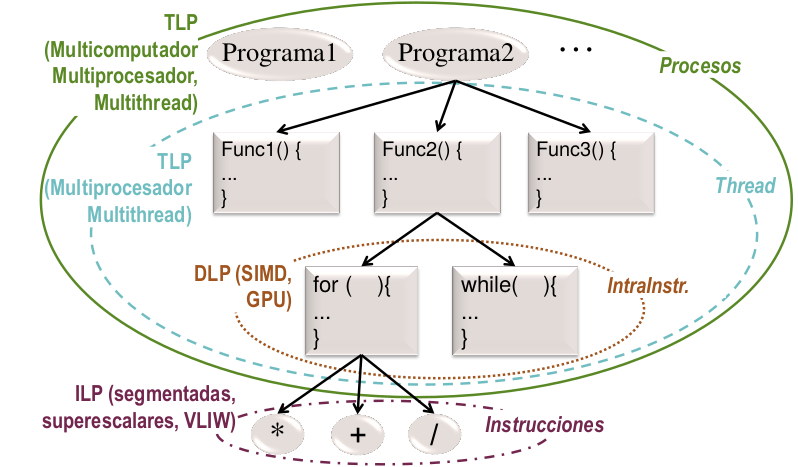 TLP
(Multicomputador
Multiprocesador,
Multithread)
Programa1
Programa2
...
Procesos
TLP
(Multiprocesador
Multithread)
Func1() {
...
}
Func2() {
...
}
Func3() {
...
}
Thread
DLP (SIMD,
GPU)
for ( ){
...
}
while( ){
...
}
IntraInstr.
ILP (segmentadas,
superescalares, VLIW)
*
+
/
Instrucciones